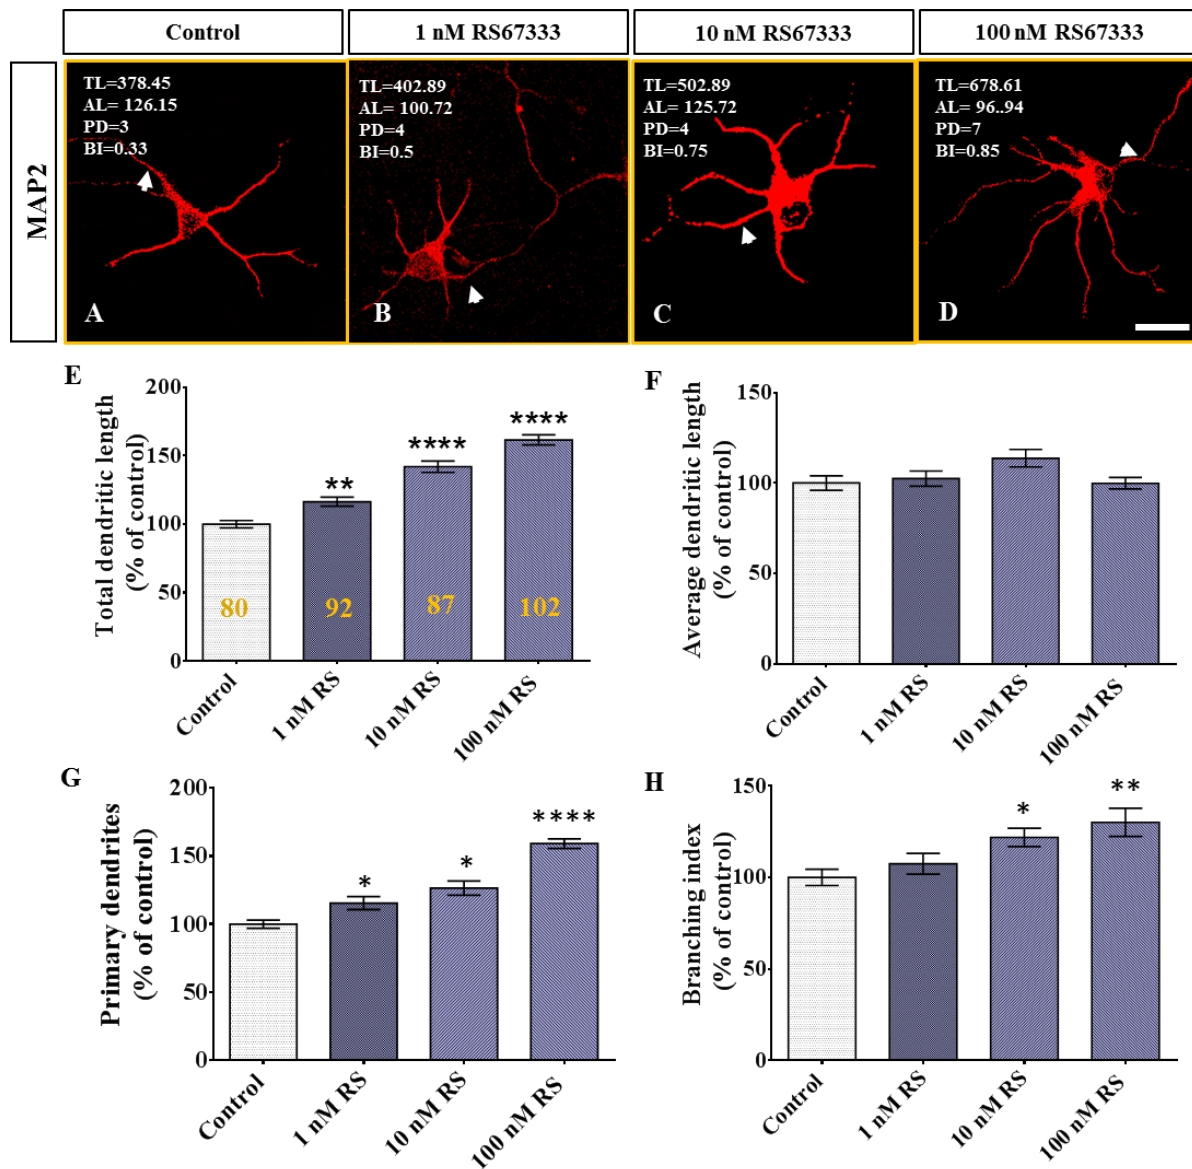 Control
1 nM RS67333
10 nM RS67333
100 nM RS67333
MAP2
TL=378.45
AL= 126.15
PD=3
BI=0.33
A
TL=402.89
AL= 100.72
PD=4
BI=0.5
B
TL=502.89
AL= 125.72
PD=4
BI=0.75
C
TL=678.61
AL= 96..94
PD=7
BI=0.85
D
E
Total dendritic length
(% of control)
200
150
100
50
0
**
****
****
80
92
87
102
Control
1 nM RS
10 nM RS
100 nM RS
F
Average dendritic length
(% of control)
150
100
50
0
Control
1 nM RS
10 nM RS
100 nM RS
G
Primary dendrites
(% of control)
200
150
100
50
0
*
*
****
Control
1 nM RS
10 nM RS
100 nM RS
H
Branching index
(% of control)
150
100
50
0
*
**
Control
1 nM RS
10 nM RS
100 nM RS